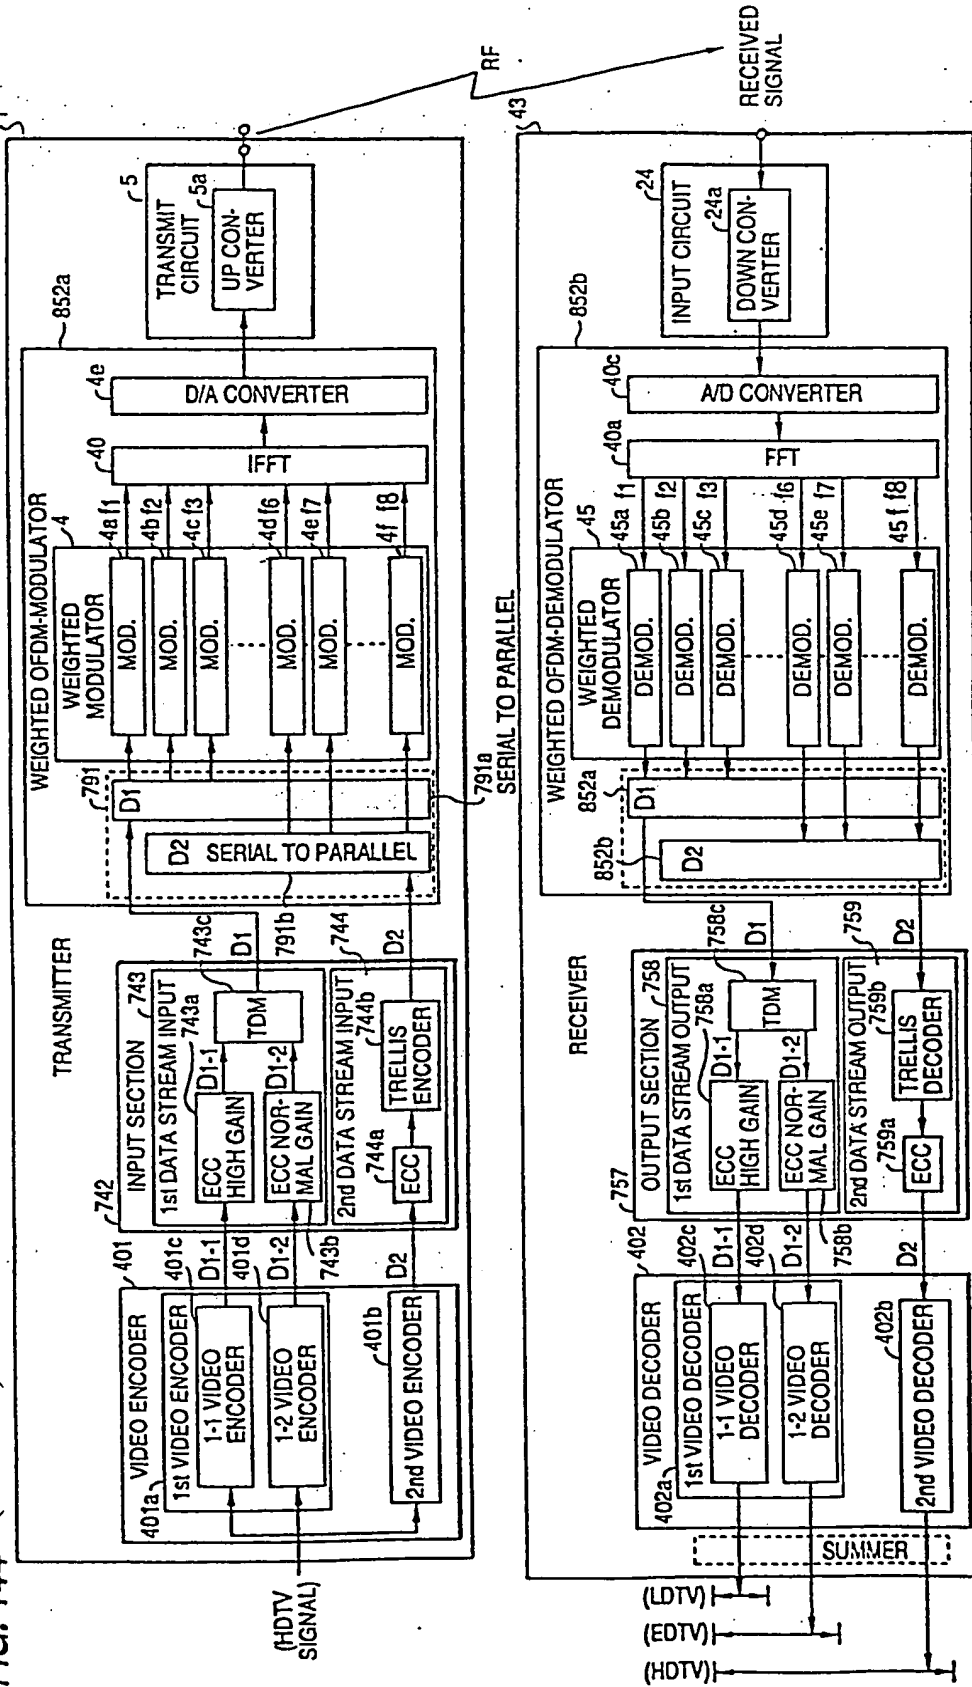 FIG. 144
TRANSMITTER
1
(HDTV
SIGNAL)
VIDEO ENCODER
401
1st VIDEO ENCODER
401a
1-1 VIDEO
ENCODER
401c
1-2 VIDEO
ENCODER
401d
2nd VIDEO ENCODER
401b
D1-1
D1-2
D2
742
INPUT SECTION
743
1st DATA STREAM INPUT
743a
ECC
HIGH GAIN
ECC NOR-
MAL GAIN
743b
D1-1
D1-2
TDM
743c
D1
2nd DATA STREAM INPUT
744
744a
ECC
744b
TRELLIS
ENCODER
D2
WEIGHTED OFDM-MODULATOR
852a
791
D1
D2 SERIAL TO PARALLEL
791b
791a
SERIAL TO PARALLEL
WEIGHTED
MODULATOR
4
MOD.
MOD.
MOD.
MOD.
MOD.
MOD.
4a f1
4b f2
4c f3
4d f6
4e f7
4f f8
40
IFFT
4e
D/A CONVERTER
5
TRANSMIT
CIRCUIT
5a
UP CON-
VERTER
RF
RECEIVED
SIGNAL
RECEIVER
43
INPUT CIRCUIT
24
24a
DOWN CON-
VERTER
WEIGHTED OFDM-DEMODULATOR
852b
40c
A/D CONVERTER
40a
FFT
45a f1
45b f2
45c f3
45d f6
45e f7
45 f f8
WEIGHTED
DEMODULATOR
45
DEMOD.
DEMOD.
DEMOD.
DEMOD.
DEMOD.
DEMOD.
852a
D1
852b
D2
757
OUTPUT SECTION
758
1st DATA STREAM OUTPUT
758a
758c
D1
TDM
D1-1
D1-2
ECC
HIGH GAIN
ECC NOR-
MAL GAIN
758b
2nd DATA STREAM OUTPUT
759
759b
D2
TRELLIS
DECODER
759a
ECC
D1-1
D1-2
D2
VIDEO DECODER
402
1st VIDEO DECODER
402a
402c
1-1 VIDEO
DECODER
402d
1-2 VIDEO
DECODER
402b
2nd VIDEO DECODER
SUMMER
(LDTV)
(EDTV)
(HDTV)